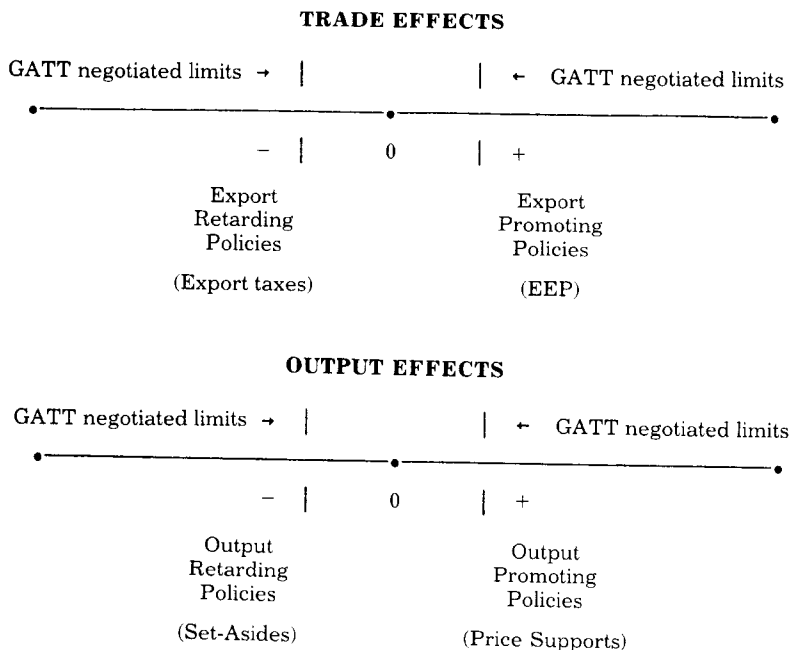 TRADE EFFECTS
GATT negotiated limits → | | ← GATT negotiated limits
− | 0 | +
Export Export
Retarding Promoting
Policies Policies
(Export taxes) (EEP)
OUTPUT EFFECTS
GATT negotiated limits → | | ← GATT negotiated limits
− | 0 | +
Output Output
Retarding Promoting
Policies Policies
(Set-Asides) (Price Supports)